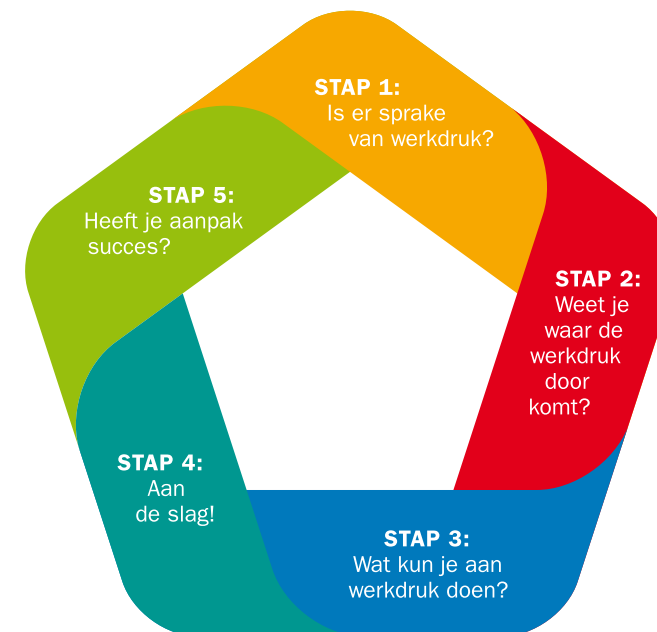 STAP 1:
Is er sprake
van werkdruk?
STAP 2:
Weet je
waar de
werkdruk
door
komt?
STAP 3:
Wat kun je aan
werkdruk doen?
STAP 4:
Aan
de slag!
STAP 5:
Heeft je aanpak
succes?